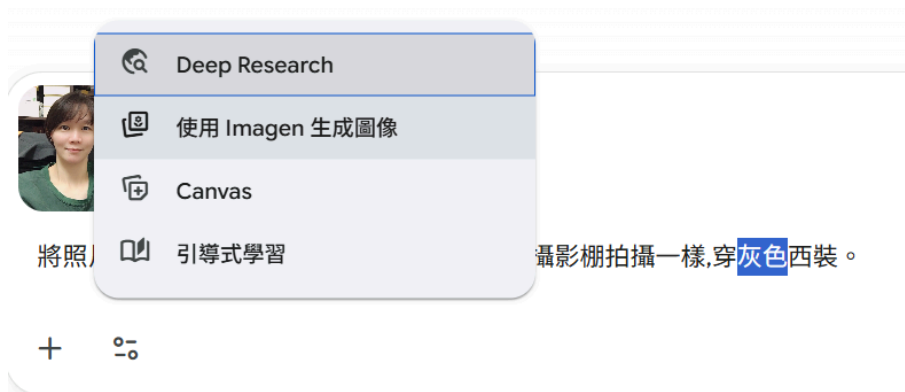 Deep Research
使用 Imagen 生成圖像
Canvas
引導式學習
將照 攝影棚拍攝一樣,穿灰色西裝。